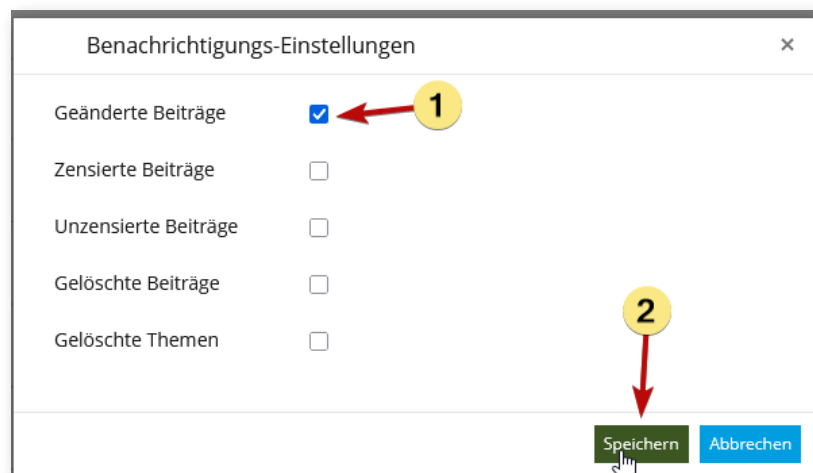 Benachrichtigungs-Einstellungen ×
Geänderte Beiträge 1
Zensierte Beiträge
Unzensierte Beiträge
Gelöschte Beiträge
2
Gelöschte Themen
Speichern Abbrechen